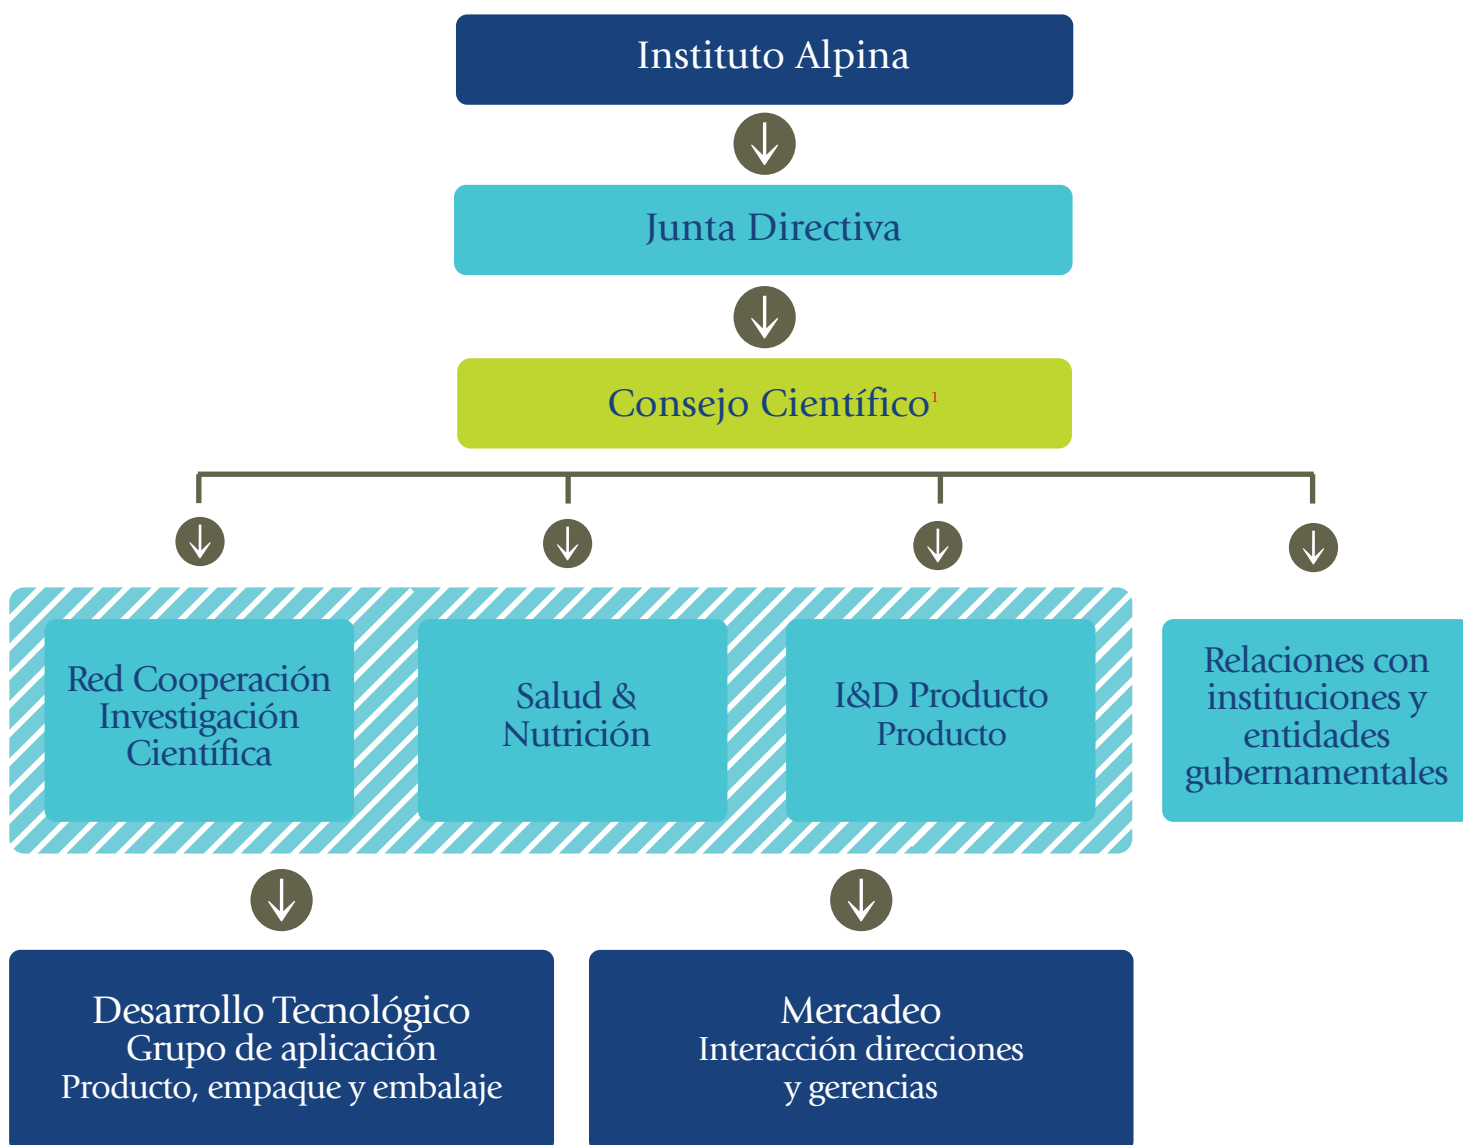 Instituto Alpina
Junta Directiva
Consejo Científico¹
Red Cooperación
Investigación
Científica
Salud &
Nutrición
I&D Producto
Producto
Relaciones con
instituciones y
entidades
gubernamentales
Desarrollo Tecnológico
Grupo de aplicación
Producto, empaque y embalaje
Mercadeo
Interacción direcciones
y gerencias